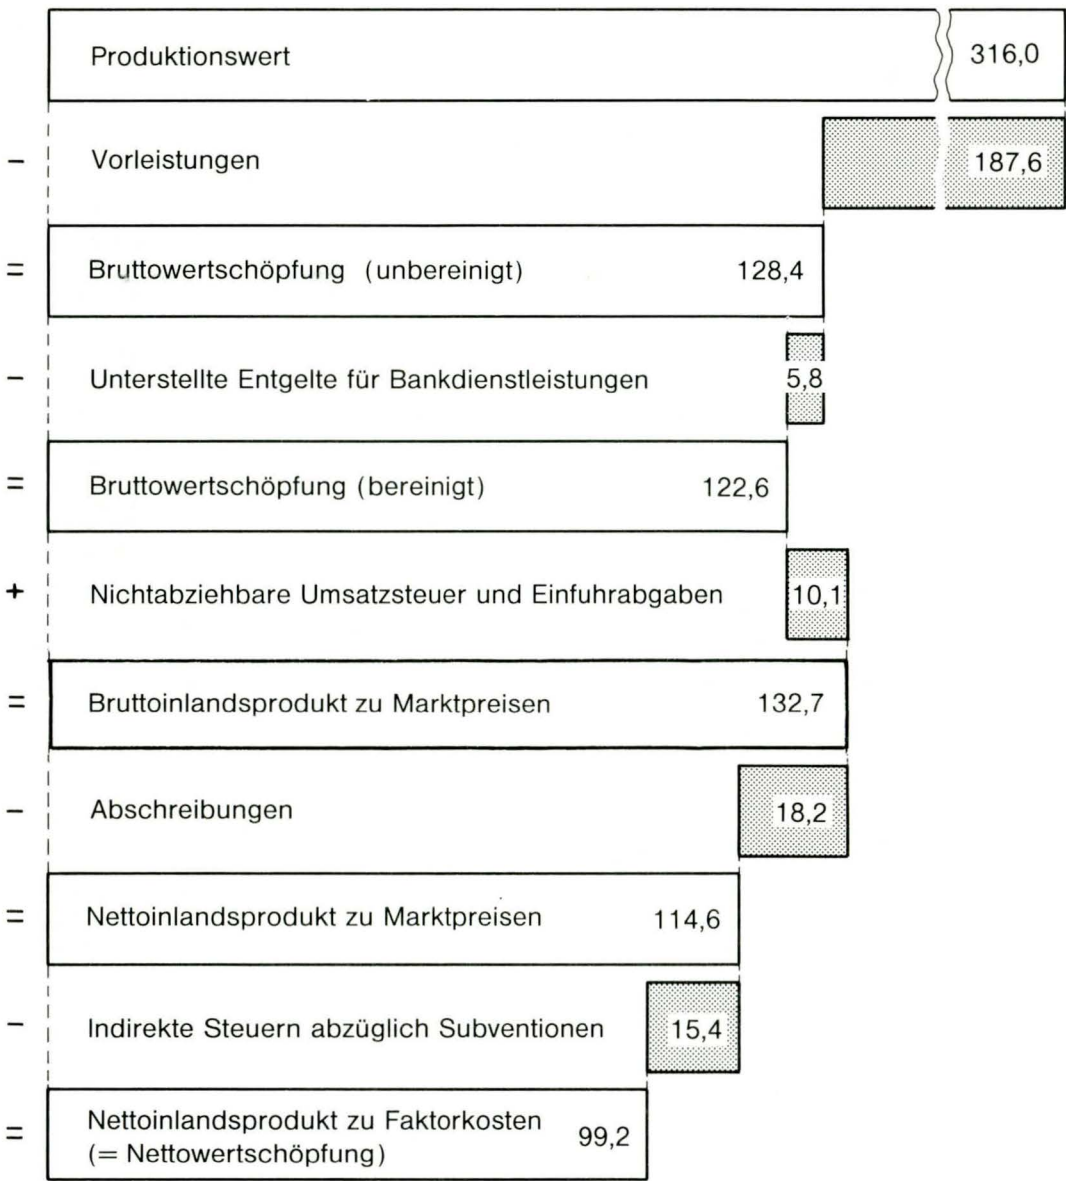 Produktionswert 316,0
– Vorleistungen 187,6
= Bruttowertschöpfung (unbereinigt) 128,4
– Unterstellte Entgelte für Bankdienstleistungen 5,8
= Bruttowertschöpfung (bereinigt) 122,6
+ Nichtabziehbare Umsatzsteuer und Einfuhrabgaben 10,1
= Bruttoinlandsprodukt zu Marktpreisen 132,7
– Abschreibungen 18,2
= Nettoinlandsprodukt zu Marktpreisen 114,6
– Indirekte Steuern abzüglich Subventionen 15,4
= Nettoinlandsprodukt zu Faktorkosten 99,2
(= Nettowertschöpfung)